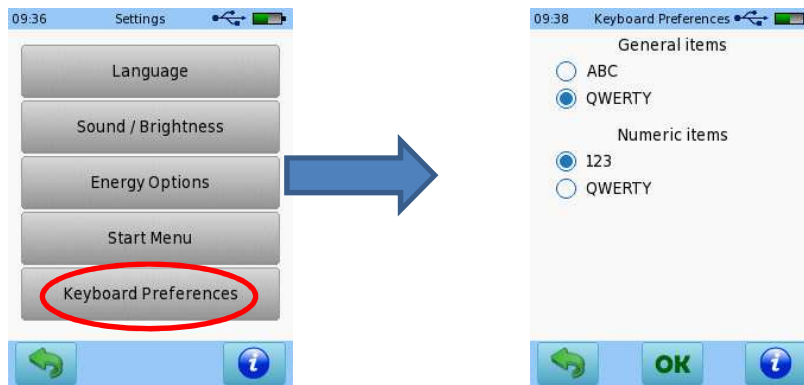 09:36 Settings
Language
Sound / Brightness
Energy Options
Start Menu
Keyboard Preferences
i
09:38 Keyboard Preferences
General items
ABC
QWERTY
Numeric items
123
QWERTY
OK
i